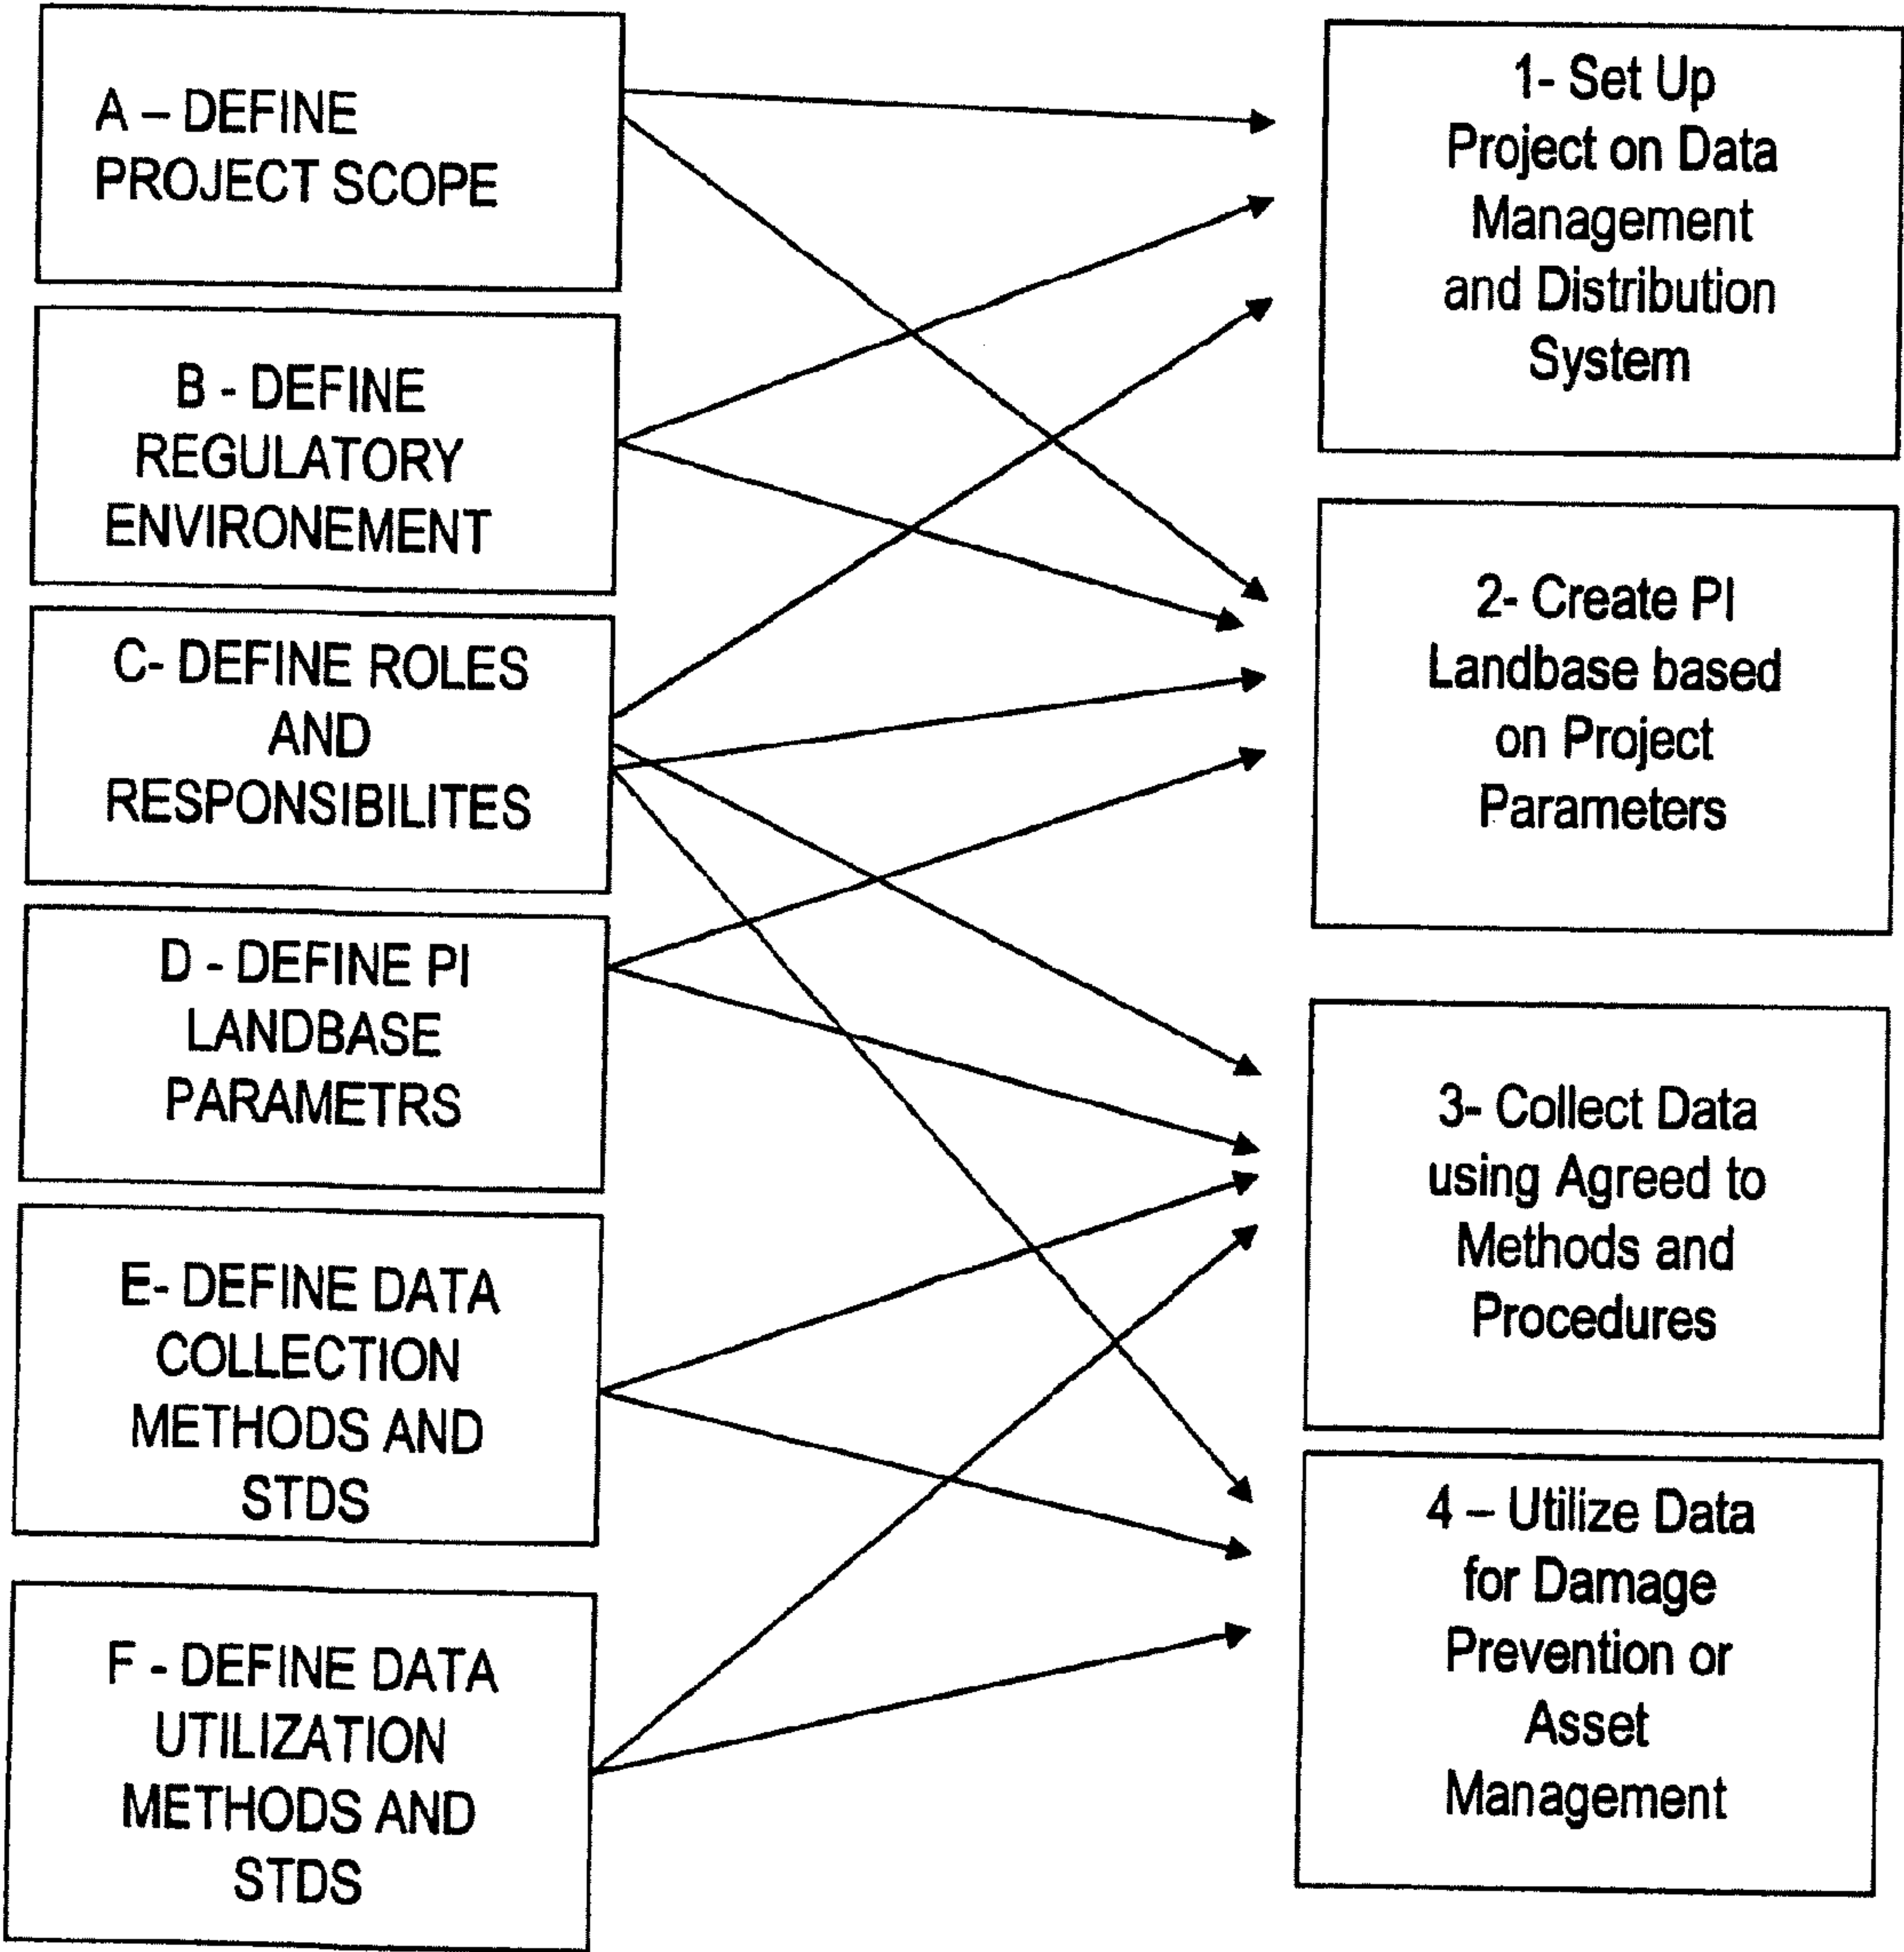 A – DEFINE
PROJECT SCOPE
B - DEFINE
REGULATORY
ENVIRONEMENT
C- DEFINE ROLES
AND
RESPONSIBILITES
D - DEFINE PI
LANDBASE
PARAMETRS
E- DEFINE DATA
COLLECTION
METHODS AND
STDS
F - DEFINE DATA
UTILIZATION
METHODS AND
STDS
1- Set Up
Project on Data
Management
and Distribution
System
2- Create PI
Landbase based
on Project
Parameters
3- Collect Data
using Agreed to
Methods and
Procedures
4 – Utilize Data
for Damage
Prevention or
Asset
Management